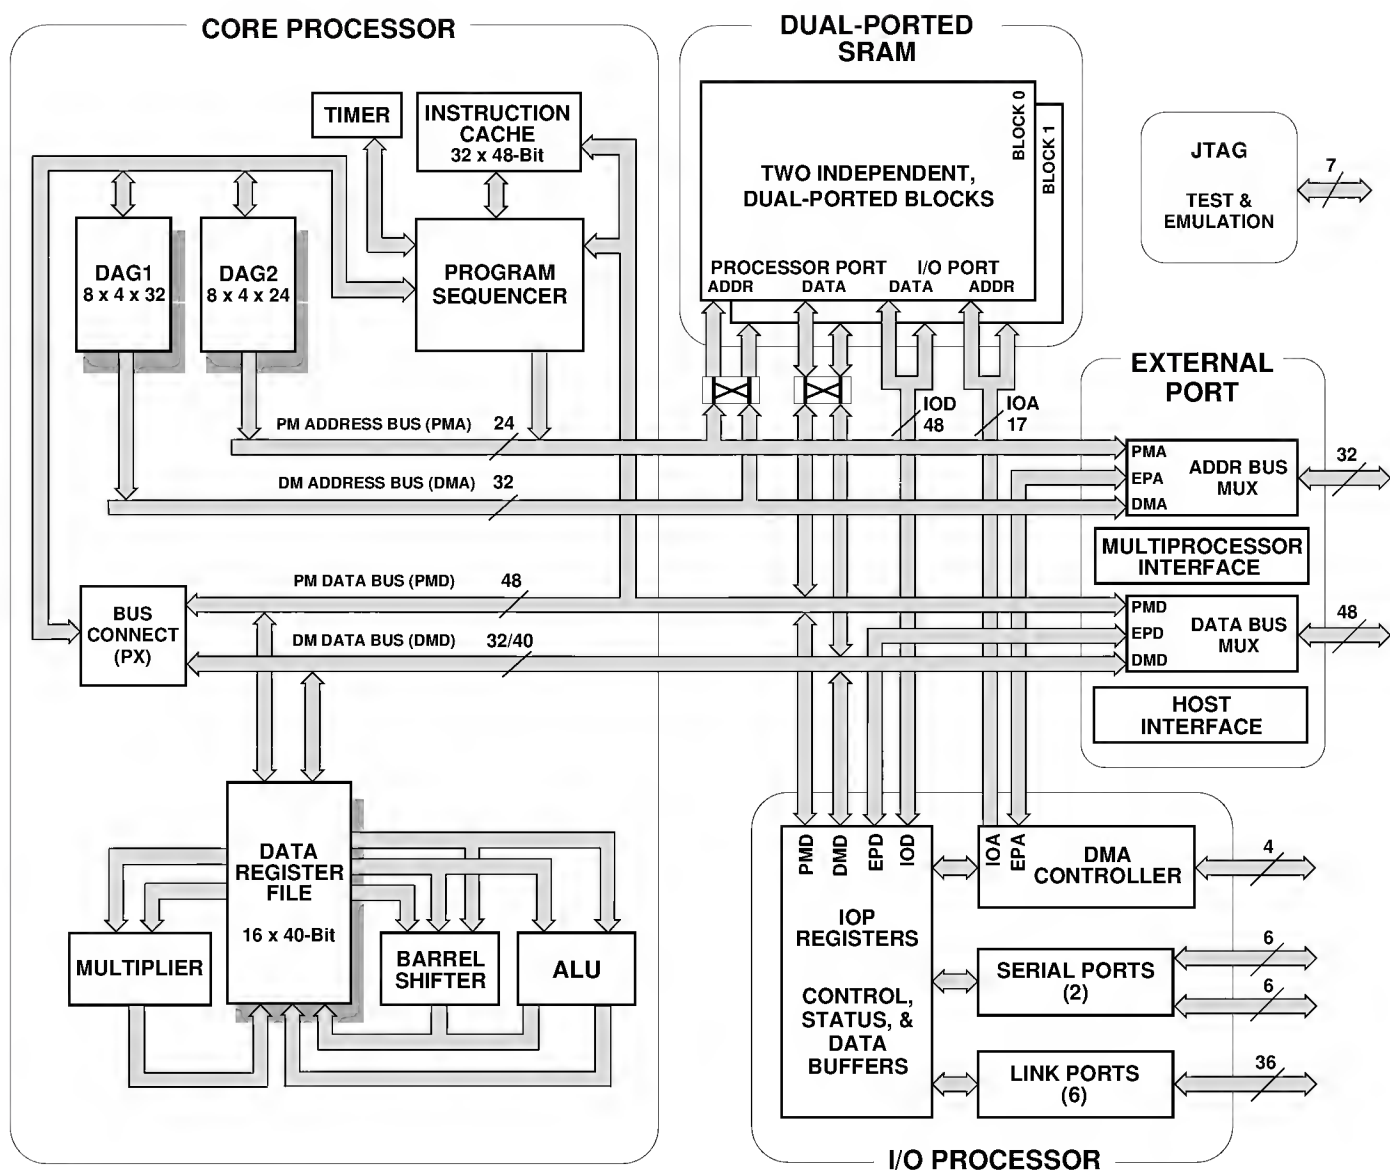 CORE PROCESSOR
TIMER
INSTRUCTION
CACHE
32 x 48-Bit
DAG1
8 x 4 x 32
DAG2
8 x 4 x 24
PROGRAM
SEQUENCER
PM ADDRESS BUS (PMA)
24
DM ADDRESS BUS (DMA)
32
PM DATA BUS (PMD)
48
DM DATA BUS (DMD)
32/40
BUS
CONNECT
(PX)
DATA
REGISTER
FILE
16 x 40-Bit
MULTIPLIER
BARREL
SHIFTER
ALU
DUAL-PORTED
SRAM
TWO INDEPENDENT,
DUAL-PORTED BLOCKS
BLOCK 0
BLOCK 1
PROCESSOR PORT
I/O PORT
ADDR
DATA
DATA
ADDR
IOD
48
IOA
17
JTAG
TEST &
EMULATION
7
EXTERNAL
PORT
PMA
EPA
DMA
ADDR BUS
MUX
32
MULTIPROCESSOR
INTERFACE
PMD
EPD
DMD
DATA BUS
MUX
48
HOST
INTERFACE
PMD
DMD
EPD
IOD
IOP
REGISTERS
CONTROL,
STATUS, &
DATA
BUFFERS
IOA
EPA
DMA
CONTROLLER
4
SERIAL PORTS
(2)
6
6
LINK PORTS
(6)
36
I/O PROCESSOR